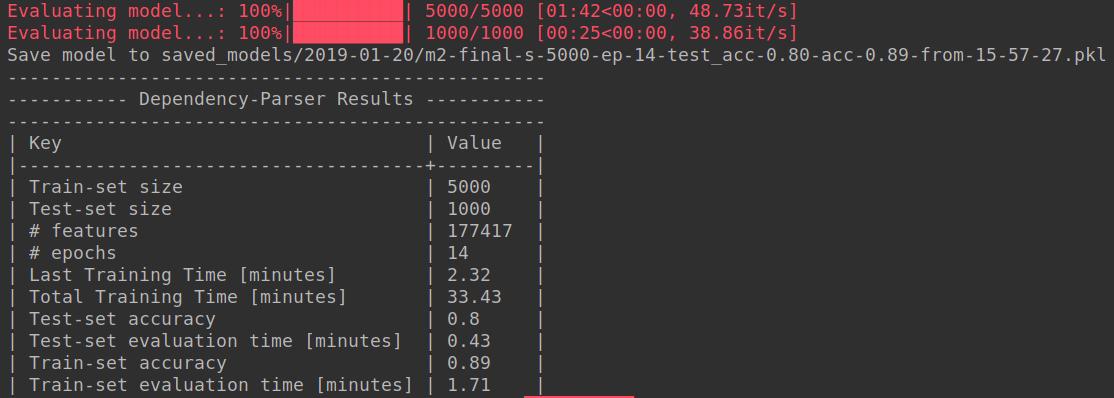 Evaluating model...: 100%|██████████| 5000/5000 [01:42<00:00, 48.73it/s]
Evaluating model...: 100%|██████████| 1000/1000 [00:25<00:00, 38.86it/s]
Save model to saved_models/2019-01-20/m2-final-s-5000-ep-14-test_acc-0.80-acc-0.89-from-15-57-27.pkl
-------------------------------------------------
----------- Dependency-Parser Results -----------
-------------------------------------------------
| Key                                 | Value   |
|-------------------------------------+---------|
| Train-set size                      | 5000    |
| Test-set size                       | 1000    |
| # features                          | 177417  |
| # epochs                            | 14      |
| Last Training Time [minutes]        | 2.32    |
| Total Training Time [minutes]       | 33.43   |
| Test-set accuracy                   | 0.8     |
| Test-set evaluation time [minutes]  | 0.43    |
| Train-set accuracy                  | 0.89    |
| Train-set evaluation time [minutes] | 1.71    |